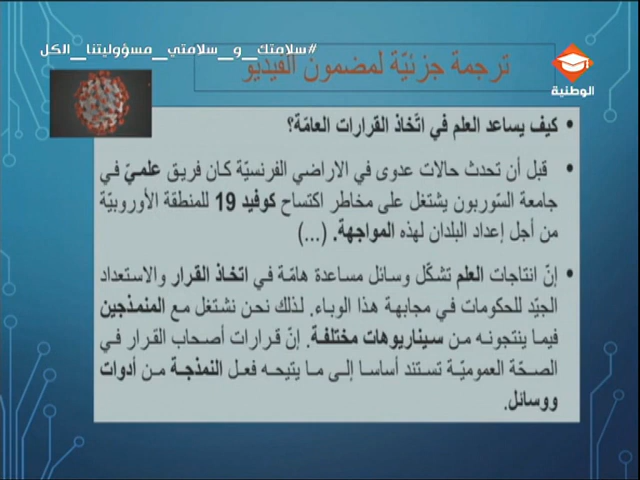 #سلامتك_و_سلامتي_مسؤوليتنا_الكل
ترجمة جزئيّة لمضمون الفيديو
الوطنية
• كيف يساعد العلم في اتّخاذ القرارات العامّة؟
• قبل أن تحدث حالات عدوى في الاراضي الفرنسيّة كان فريق علميّ في
جامعة السّوربون يشتغل على مخاطر اكتساح كوفيد 19 للمنطقة الأوروبيّة
من أجل إعداد البلدان لهذه المواجهة. (...)
• إنّ انتاجات العلم تشكّل وسائل مساعدة هامّة في اتخاذ القرار والاستعداد
الجيّد للحكومات في مجابهة هذا الوباء. لذلك نحن نشتغل مع المنمذجين
فيما ينتجونه من سيناريوهات مختلفة. إنّ قرارات أصحاب القرار في
الصحّة العموميّة تستند أساسا إلى ما يتيحه فعل النمذجة من أدوات
ووسائل.